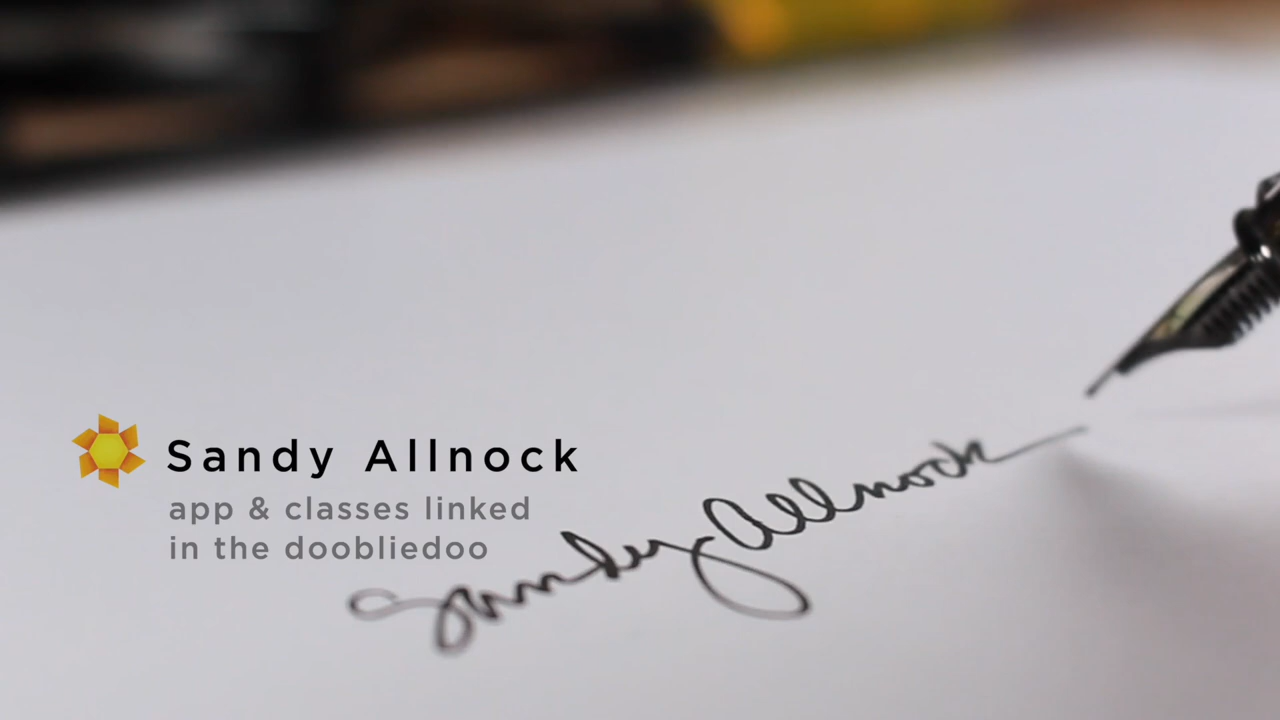 Sandy Allnock
app & classes linked
in the doobliedoo
Sandy Allnock